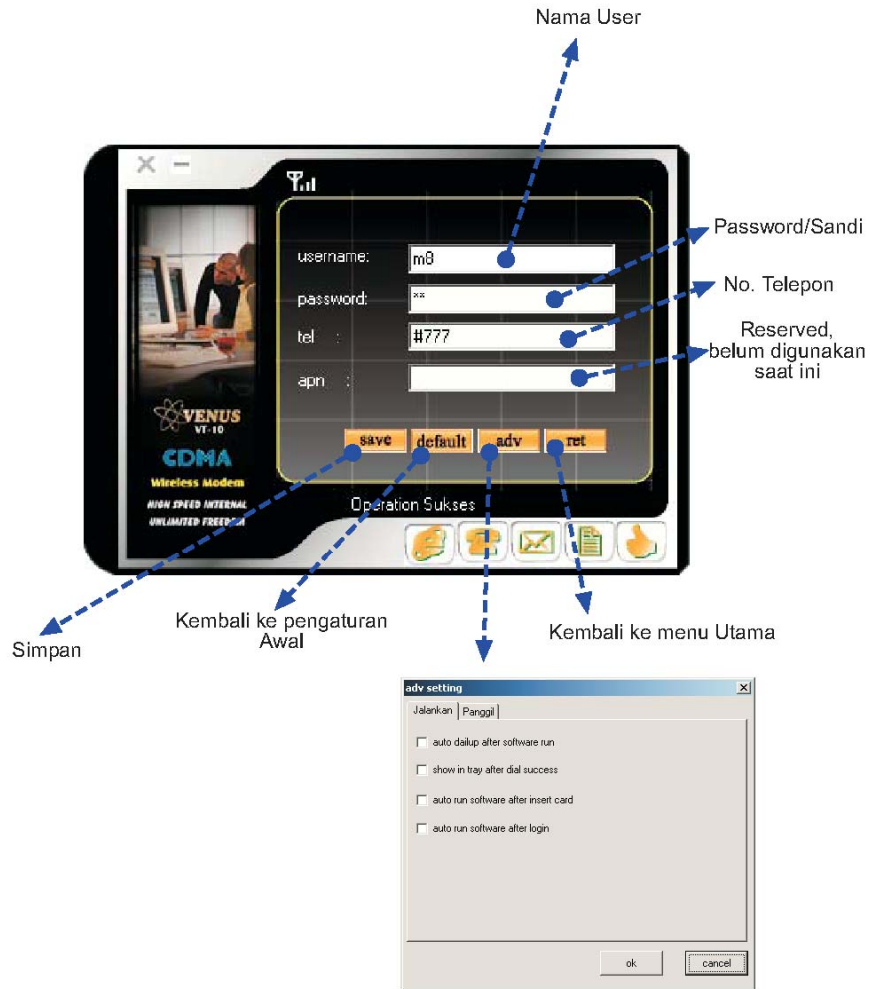 Nama User
username:
m8
Password/Sandi
password:
**
No. Telepon
tel :
#777
Reserved,
belum digunakan
saat ini
apn :
VENUS
VT-10
CDMA
Wireless Modem
HIGH SPEED INTERNAL
UNLIMITED FREEDOM
save
default
adv
ret
Operation Sukses
Simpan
Kembali ke pengaturan
Awal
Kembali ke menu Utama
adv setting
Jalankan
Panggil
auto dailup after software run
show in tray after dial success
auto run software after insert card
auto run software after login
ok
cancel